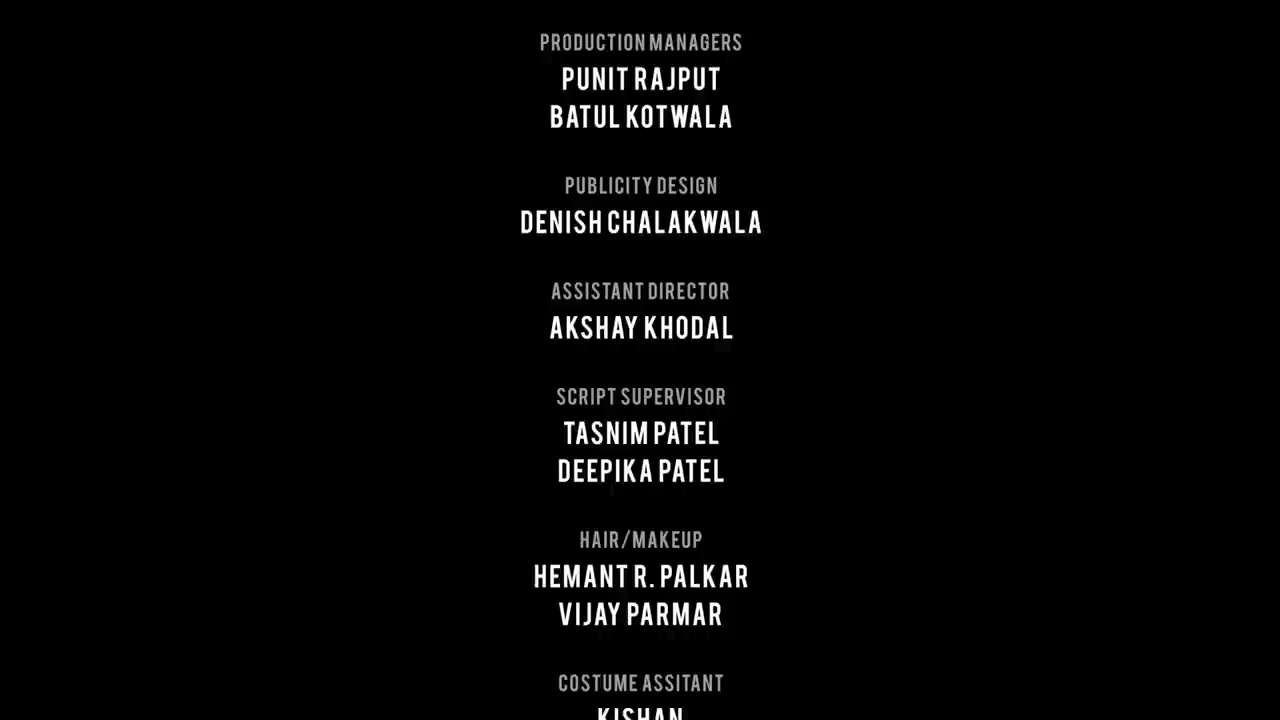 PRODUCTION MANAGERS
PUNIT RAJPUT
BATUL KOTWALA
PUBLICITY DESIGN
DENISH CHALAKWALA
ASSISTANT DIRECTOR
AKSHAY KHODAL
SCRIPT SUPERVISOR
TASNIM PATEL
DEEPIKA PATEL
HAIR/MAKEUP
HEMANT R. PALKAR
VIJAY PARMAR
COSTUME ASSITANT
KISHAN